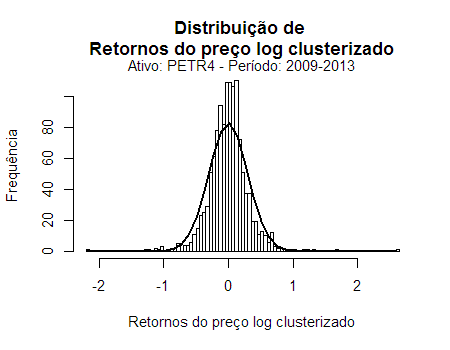 Distribuição de
Retornos do preço log clusterizado
Ativo: PETR4 - Período: 2009-2013
Frequência
80
60
40
20
0
-2 -1 0 1 2
Retornos do preço log clusterizado